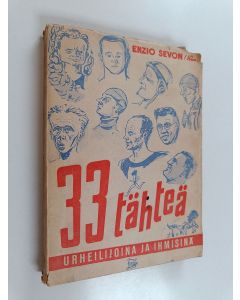 ENZIO SEVON
33 tähteä
URHEILIJOINA JA IHMISINÄ